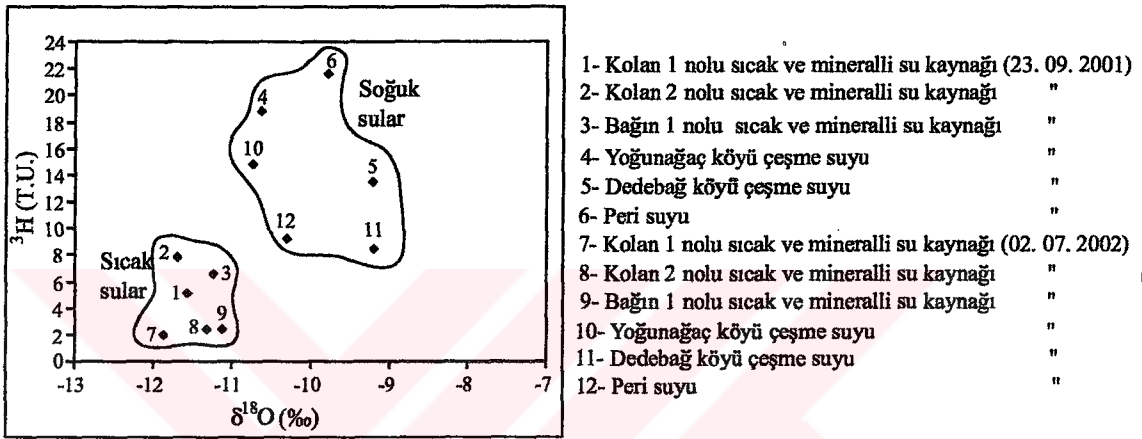 ³H (T.U.)
24
22
20
18
16
14
12
10
8
6
4
2
0
-13 -12 -11 -10 -9 -8 -7
δ¹⁸O (‰)
Soğuk
sular
Sıcak
sular
6
4
10
5
12
11
2
3
1
7
8
9
1- Kolan 1 nolu sıcak ve mineralli su kaynağı (23. 09. 2001)
2- Kolan 2 nolu sıcak ve mineralli su kaynağı "
3- Bağın 1 nolu sıcak ve mineralli su kaynağı "
4- Yoğunağaç köyü çeşme suyu "
5- Dedebağ köyü çeşme suyu "
6- Peri suyu "
7- Kolan 1 nolu sıcak ve mineralli su kaynağı (02. 07. 2002)
8- Kolan 2 nolu sıcak ve mineralli su kaynağı "
9- Bağın 1 nolu sıcak ve mineralli su kaynağı "
10- Yoğunağaç köyü çeşme suyu "
11- Dedebağ köyü çeşme suyu "
12- Peri suyu "